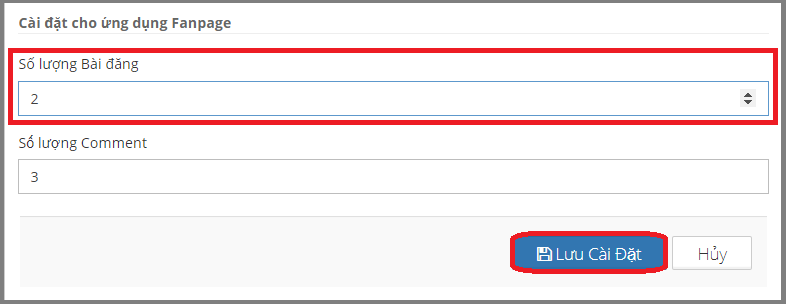 Cài đặt cho ứng dụng Fanpage
Số lượng Bài đăng
2
Số lượng Comment
3
Lưu Cài Đặt Hủy